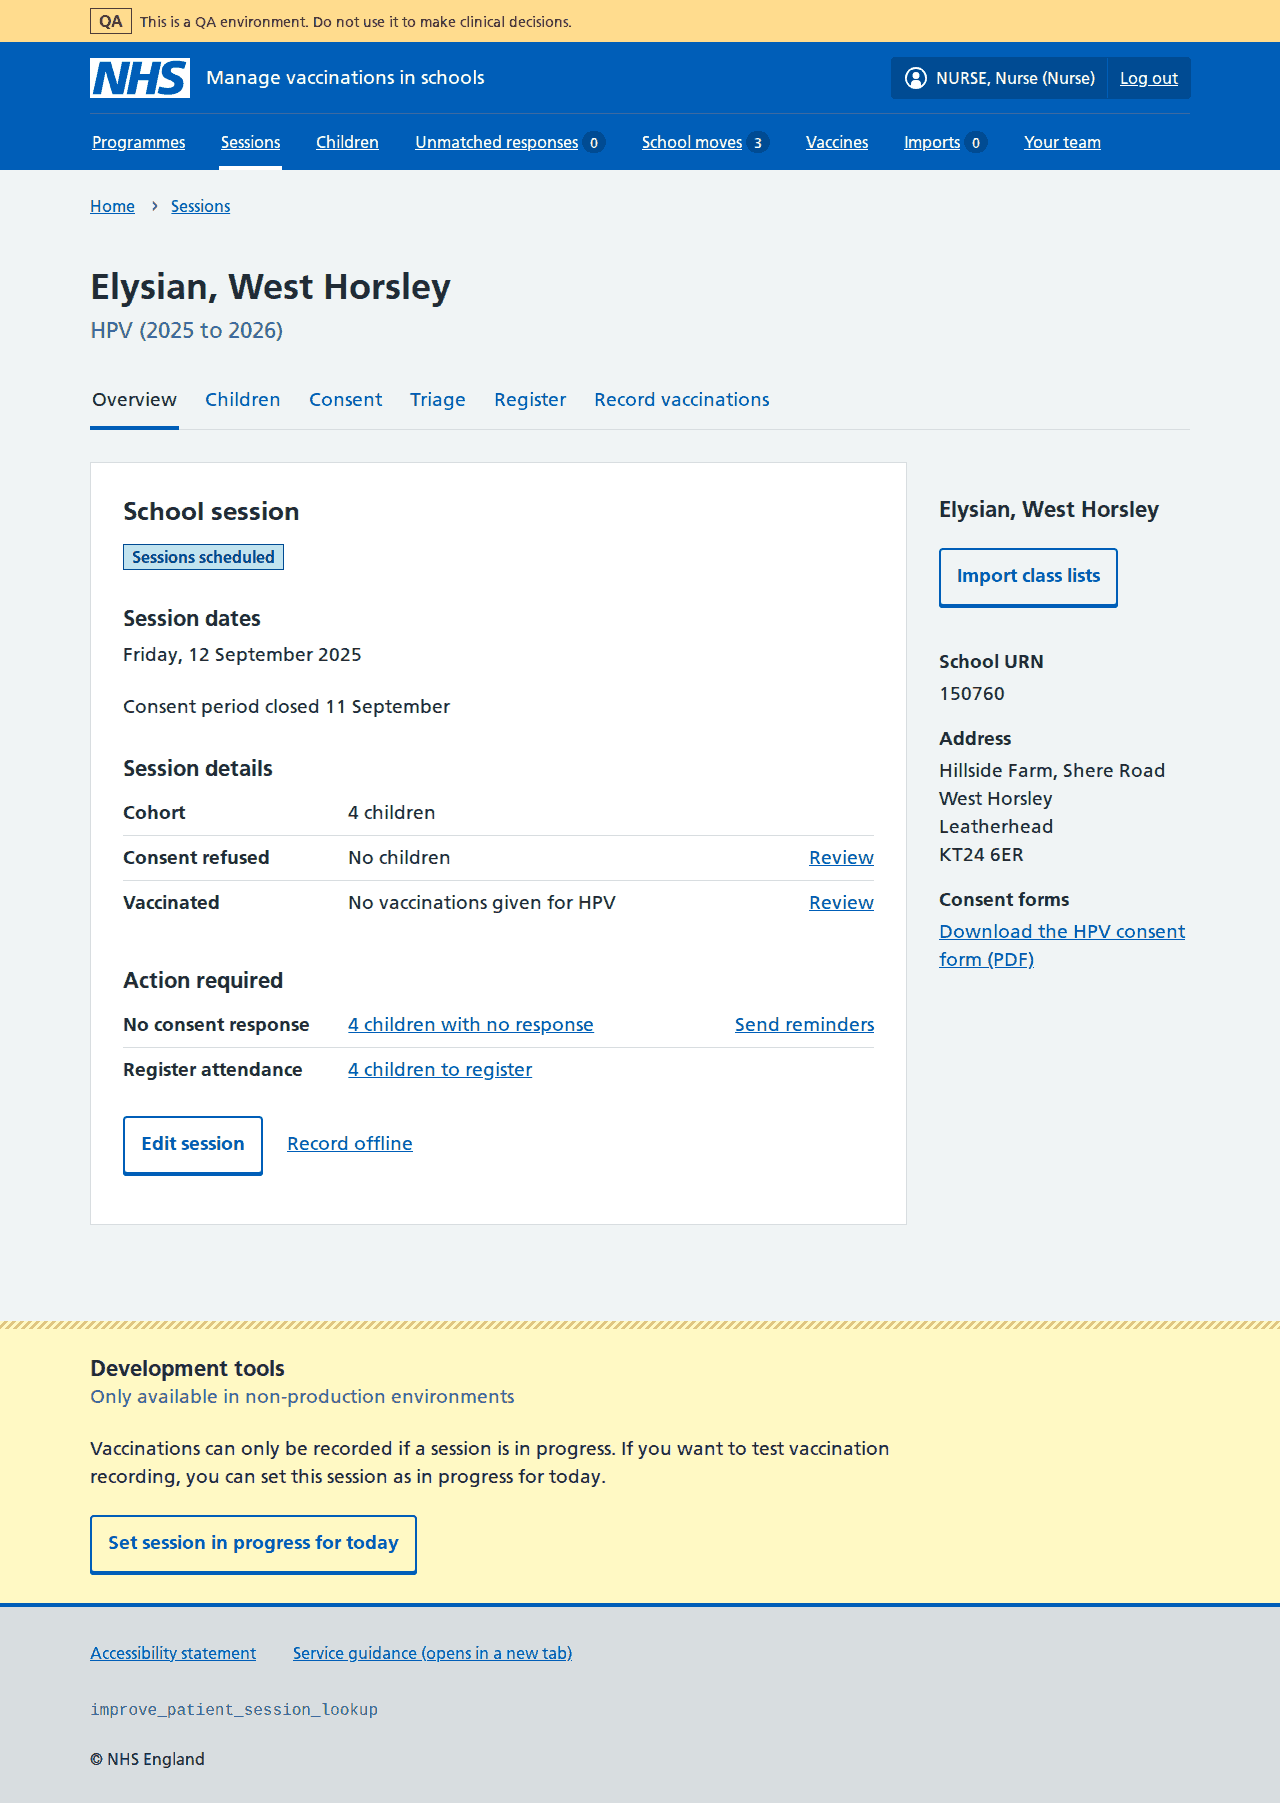 QA This is a QA environment. Do not use it to make clinical decisions.
NHS Manage vaccinations in schools NURSE, Nurse (Nurse) Log out
Programmes Sessions Children Unmatched responses 0 School moves 3 Vaccines Imports 0 Your team
Home › Sessions
Elysian, West Horsley
HPV (2025 to 2026)
Overview Children Consent Triage Register Record vaccinations
School session
Sessions scheduled
Session dates
Friday, 12 September 2025
Consent period closed 11 September
Session details
Cohort 4 children
Consent refused No children Review
Vaccinated No vaccinations given for HPV Review
Action required
No consent response 4 children with no response Send reminders
Register attendance 4 children to register
Edit session Record offline
Elysian, West Horsley
Import class lists
School URN
150760
Address
Hillside Farm, Shere Road
West Horsley
Leatherhead
KT24 6ER
Consent forms
Download the HPV consent
form (PDF)
Development tools
Only available in non-production environments
Vaccinations can only be recorded if a session is in progress. If you want to test vaccination
recording, you can set this session as in progress for today.
Set session in progress for today
Accessibility statement Service guidance (opens in a new tab)
improve_patient_session_lookup
© NHS England